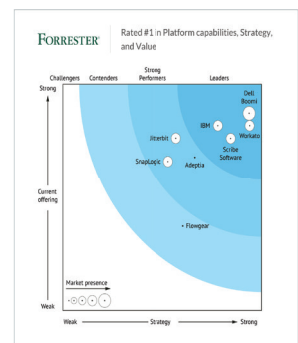 FORRESTER®
Rated #1 in Platform capabilities, Strategy,
and Value
Challengers
Contenders
Strong
Performers
Leaders
Strong
Dell
Boomi
IBM
Workato
Jitterbit
Scribe
Software
SnapLogic
Adeptia
Current
offering
Flowgear
Market presence
Weak
Weak
Strategy
Strong